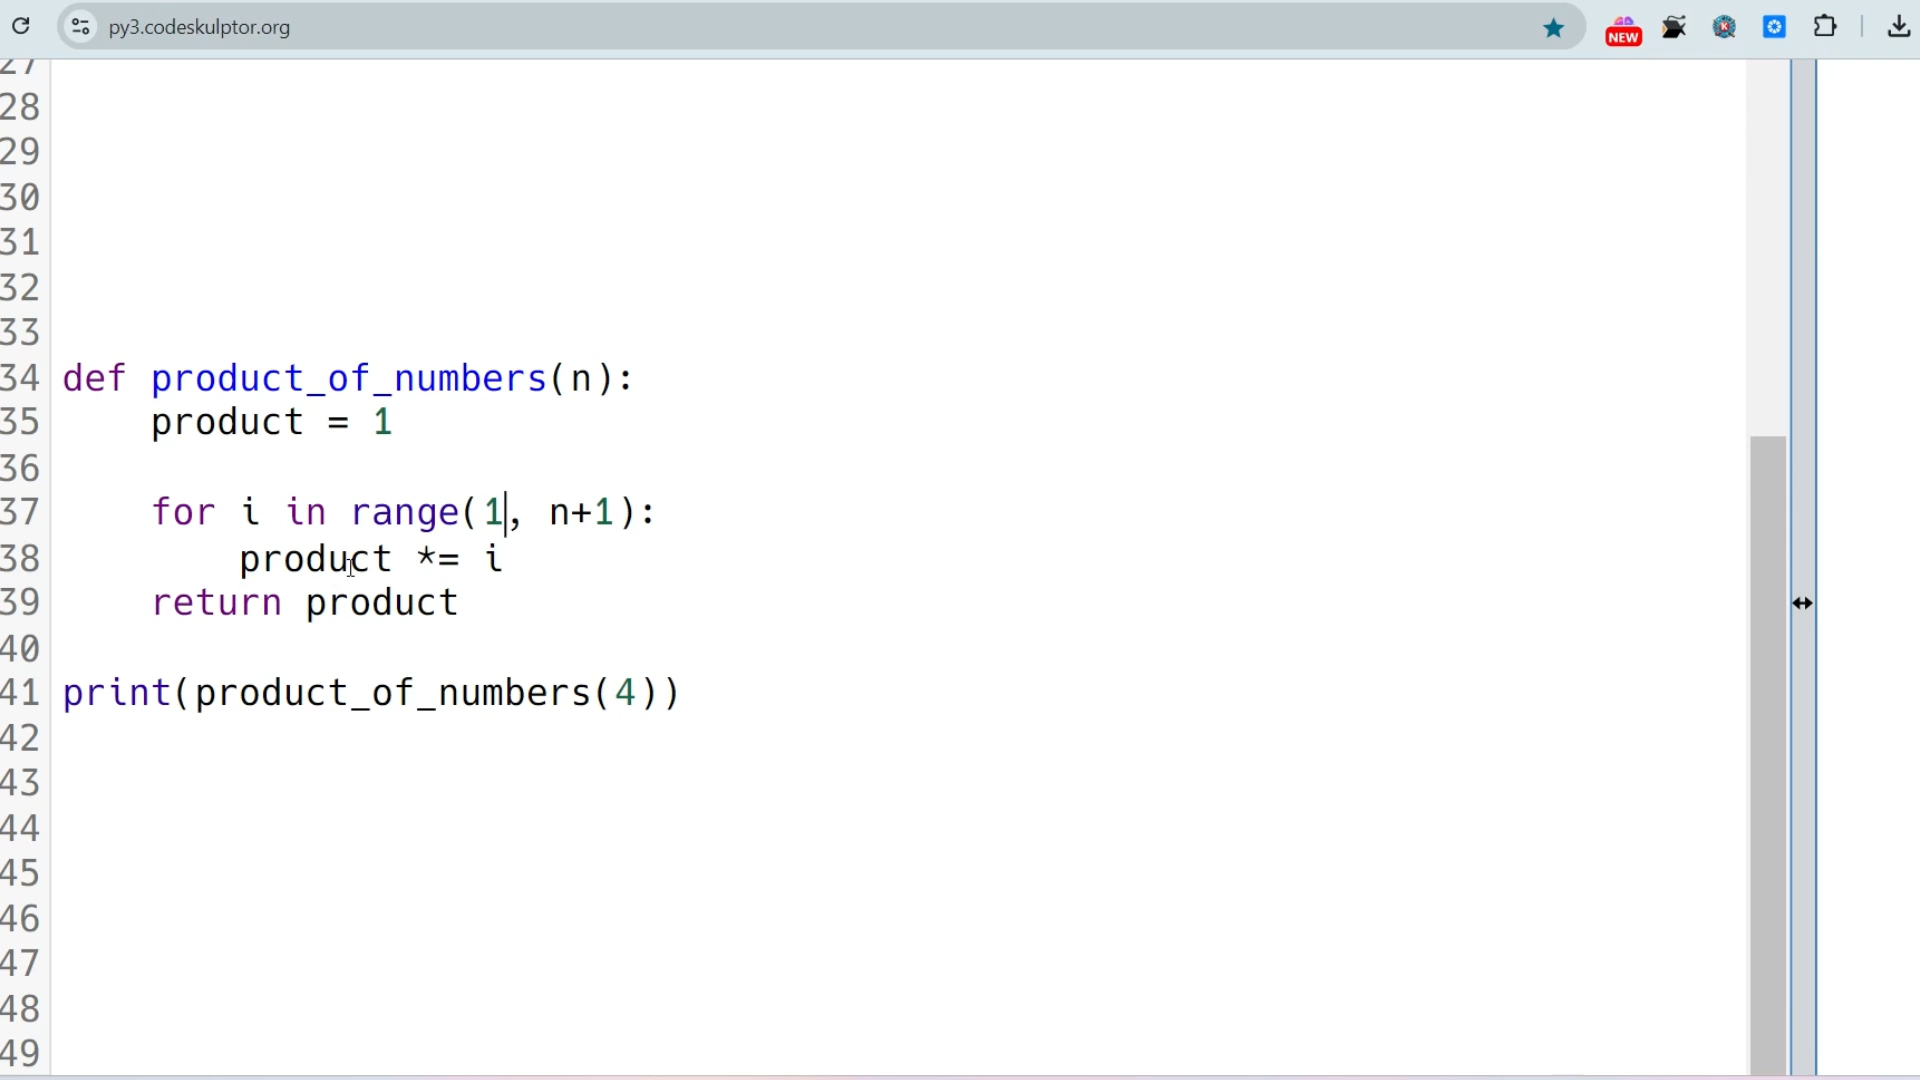 py3.codeskulptor.org
NEW
27
28
29
30
31
32
33
34 def product_of_numbers(n):
35     product = 1
36
37     for i in range(1, n+1):
38         product *= i
39     return product
40
41 print(product_of_numbers(4))
42
43
44
45
46
47
48
49